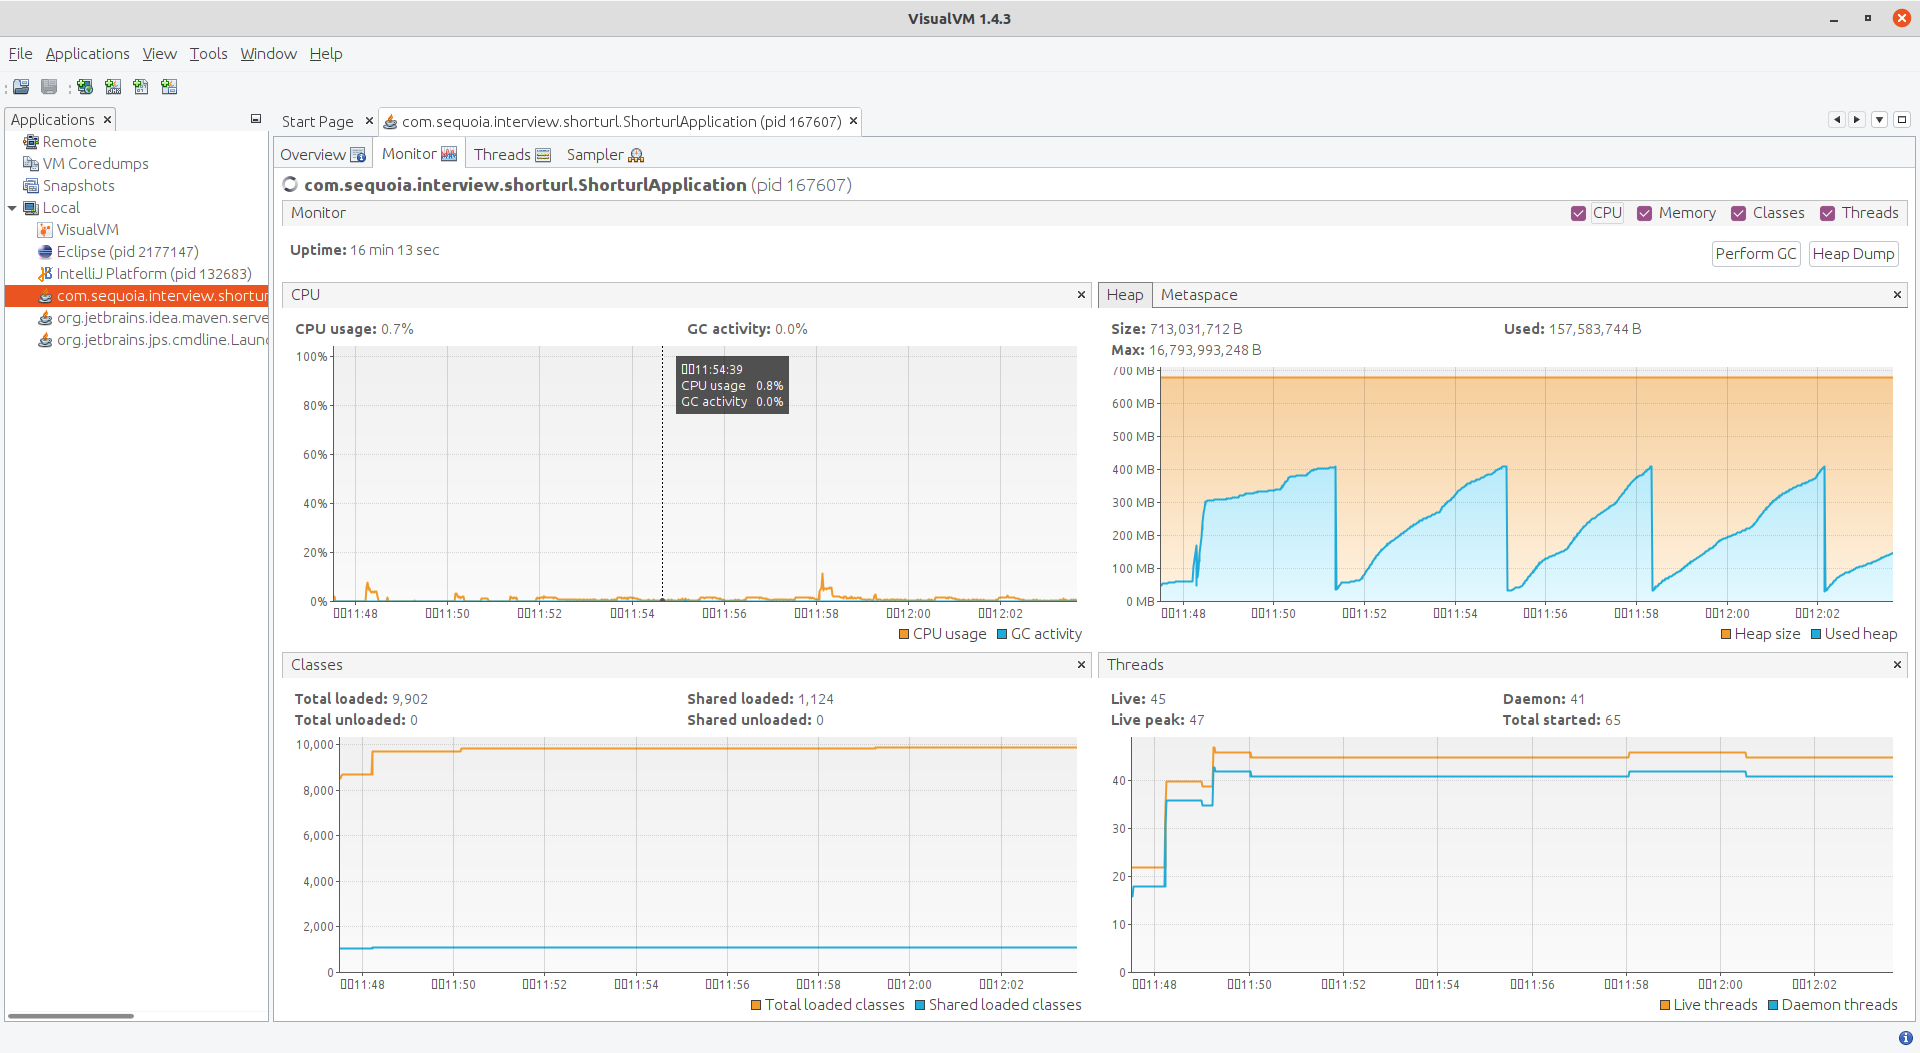 VisualVM 1.4.3
File Applications View Tools Window Help
Applications
Remote
VM Coredumps
Snapshots
Local
VisualVM
Eclipse (pid 2177147)
IntelliJ Platform (pid 132683)
com.sequoia.interview.shortur
org.jetbrains.idea.maven.serve
org.jetbrains.jps.cmdline.Laun
Start Page com.sequoia.interview.shorturl.ShorturlApplication (pid 167607)
Overview Monitor Threads Sampler
com.sequoia.interview.shorturl.ShorturlApplication (pid 167607)
Monitor CPU Memory Classes Threads
Uptime: 16 min 13 sec
Perform GC Heap Dump
CPU
CPU usage: 0.7% GC activity: 0.0%
100%
80%
60%
40%
20%
0%
11:54:39
CPU usage 0.8%
GC activity 0.0%
11:48 11:50 11:52 11:54 11:56 11:58 12:00 12:02
CPU usage GC activity
Heap Metaspace
Size: 713,031,712 B Used: 157,583,744 B
Max: 16,793,993,248 B
700 MB
600 MB
500 MB
400 MB
300 MB
200 MB
100 MB
0 MB
11:48 11:50 11:52 11:54 11:56 11:58 12:00 12:02
Heap size Used heap
Classes
Total loaded: 9,902 Shared loaded: 1,124
Total unloaded: 0 Shared unloaded: 0
10,000
8,000
6,000
4,000
2,000
0
11:48 11:50 11:52 11:54 11:56 11:58 12:00 12:02
Total loaded classes Shared loaded classes
Threads
Live: 45 Daemon: 41
Live peak: 47 Total started: 65
40
30
20
10
0
11:48 11:50 11:52 11:54 11:56 11:58 12:00 12:02
Live threads Daemon threads